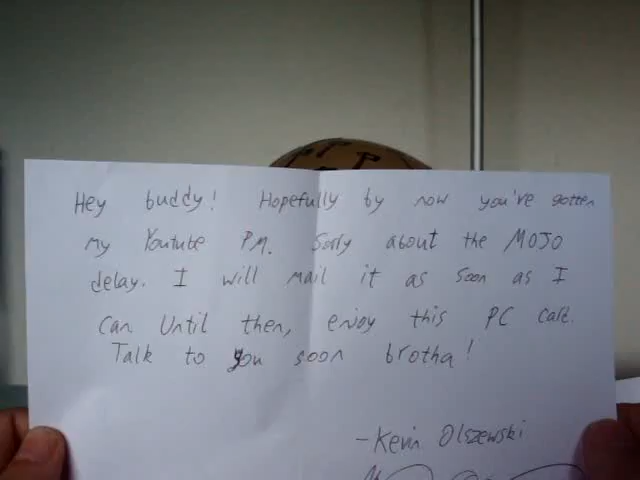 Hey buddy! Hopefully by now you've gotten
my Youtube PM. Sorry about the MOJO
delay. I will mail it as soon as I
can. Until then, enjoy this PC card.
Talk to you soon brotha!
-Kevin Olszewski